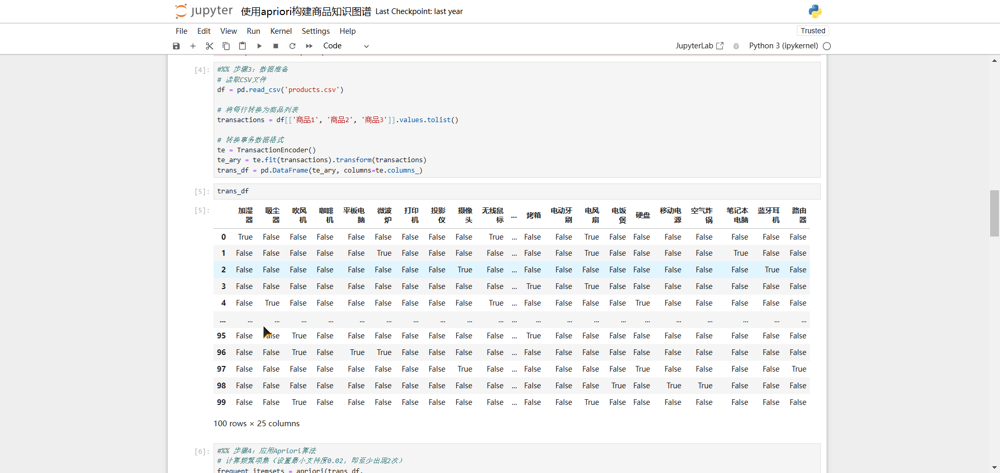 jupyter 使用apriori构建商品知识图谱 Last Checkpoint: last year
File Edit View Run Kernel Settings Help Trusted
Code JupyterLab Python 3 (ipykernel)
[4]: #%% 步骤3: 数据准备
# 读取CSV文件
df = pd.read_csv('products.csv')
# 将每行转换为商品列表
transactions = df[['商品1', '商品2', '商品3']].values.tolist()
# 转换事务数据格式
te = TransactionEncoder()
te_ary = te.fit(transactions).transform(transactions)
trans_df = pd.DataFrame(te_ary, columns=te.columns_)
[5]: trans_df
[5]: 加湿器 吸尘器 吹风机 咖啡机 平板电脑 微波炉 打印机 投影仪 摄像头 无线鼠标 ... 烤箱 电动牙刷 电风扇 电饭煲 硬盘 移动电源 空气炸锅 笔记本电脑 蓝牙耳机 路由器
0 True False False False False False False False False True ... False False True False False False False False False False
1 False False False False False True False False False False ... False False True False False False False True False False
2 False False False False False False False False True False ... False False False False False False False False True False
3 False False False False False False False False False False ... True False True False False False False False False False
4 False True False False False False False False False True ... False False False False True False False False False False
... ... ... ... ... ... ... ... ... ... ... ... ... ... ... ... ... ... ... ... ... ...
95 False False True False False False False False False False ... True False False False False False False False False False
96 False False True False True True False False False False ... False False False False False False False False False False
97 False False False False False False False False True False ... False False False False True False False False False True
98 False False False False False False False False False False ... False False False True False True True False False False
99 False False True False False False False False False False ... False False True False False False False False False False
100 rows × 25 columns
[6]: #%% 步骤4: 应用Apriori算法
# 计算频繁项集（设置最小支持度0.02, 即至少出现2次）
frequent_itemsets = apriori(trans_df,